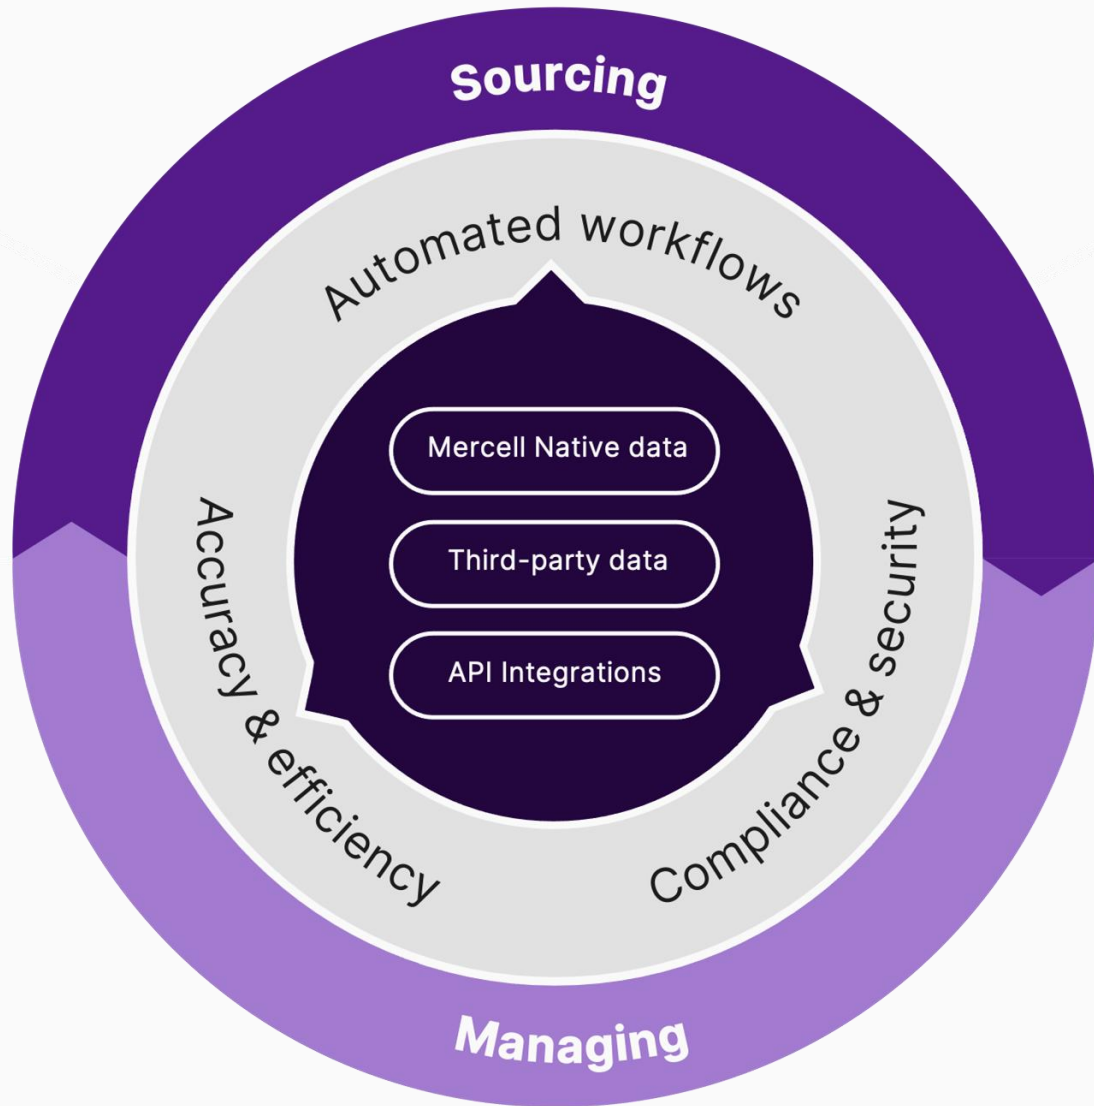 Sourcing
Automated workflows
Mercell Native data
Third-party data
API Integrations
Accuracy & efficiency
Compliance & security
Managing